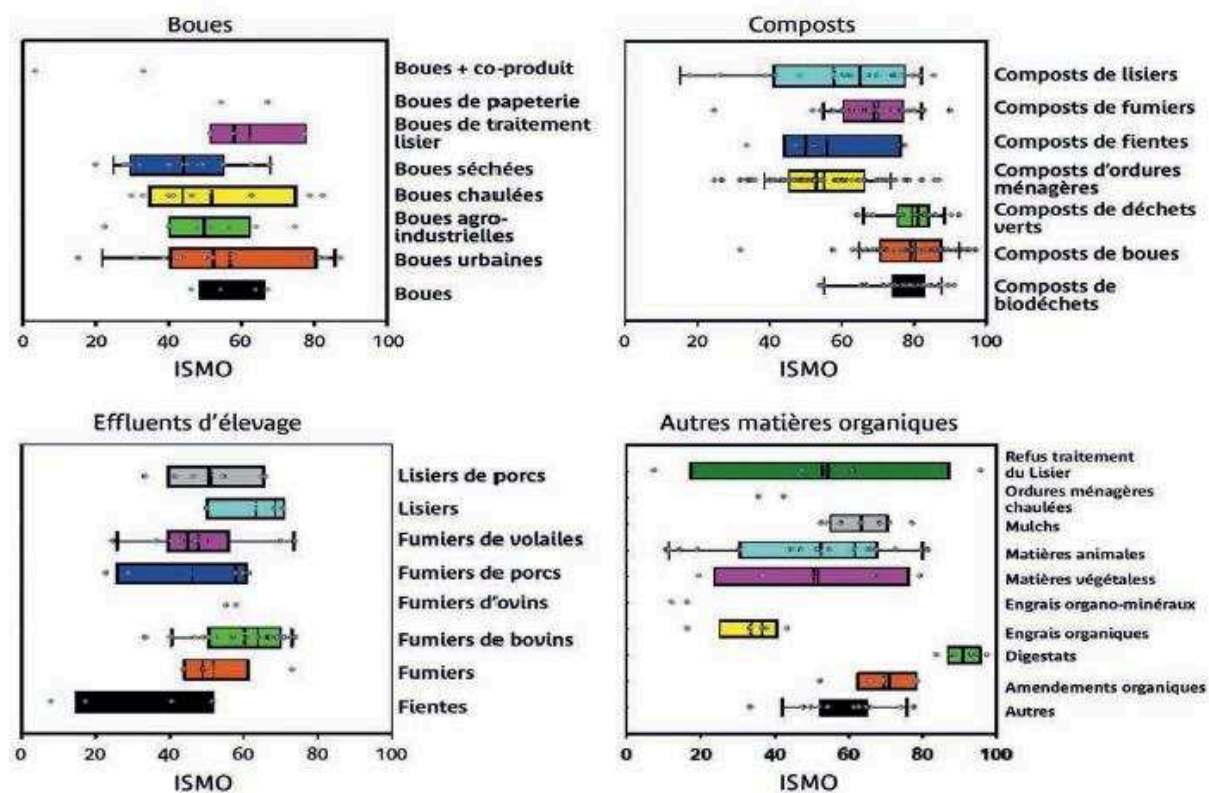 Boues
Boues + co-produit
Boues de papeterie
Boues de traitement
lisier
Boues séchées
Boues chaulées
Boues agro-
industrielles
Boues urbaines
Boues
0 20 40 60 80 100
ISMO
Composts
Composts de lisiers
Composts de fumiers
Composts de fientes
Composts d'ordures
ménagères
Composts de déchets
verts
Composts de boues
Composts de
biodéchets
0 20 40 60 80 100
ISMO
Effluents d'élevage
Lisiers de porcs
Lisiers
Fumiers de volailes
Fumiers de porcs
Fumiers d'ovins
Fumiers de bovins
Fumiers
Fientes
0 20 40 60 80 100
ISMO
Autres matières organiques
Refus traitement
du Lisier
Ordures ménagères
chaulées
Mulchs
Matières animales
Matières végétaless
Engrais organo-minéraux
Engrais organiques
Digestats
Amendements organiques
Autres
0 20 40 60 80 100
ISMO